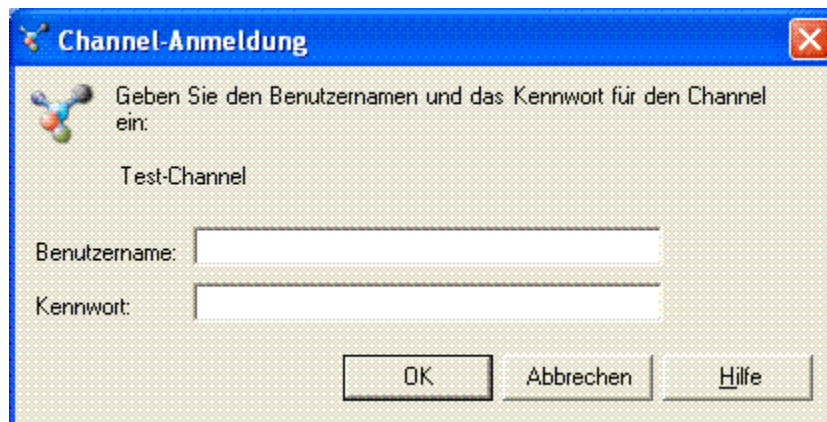 Channel-Anmeldung
Geben Sie den Benutzernamen und das Kennwort für den Channel
ein:
Test-Channel
Benutzername:
Kennwort:
OK Abbrechen Hilfe